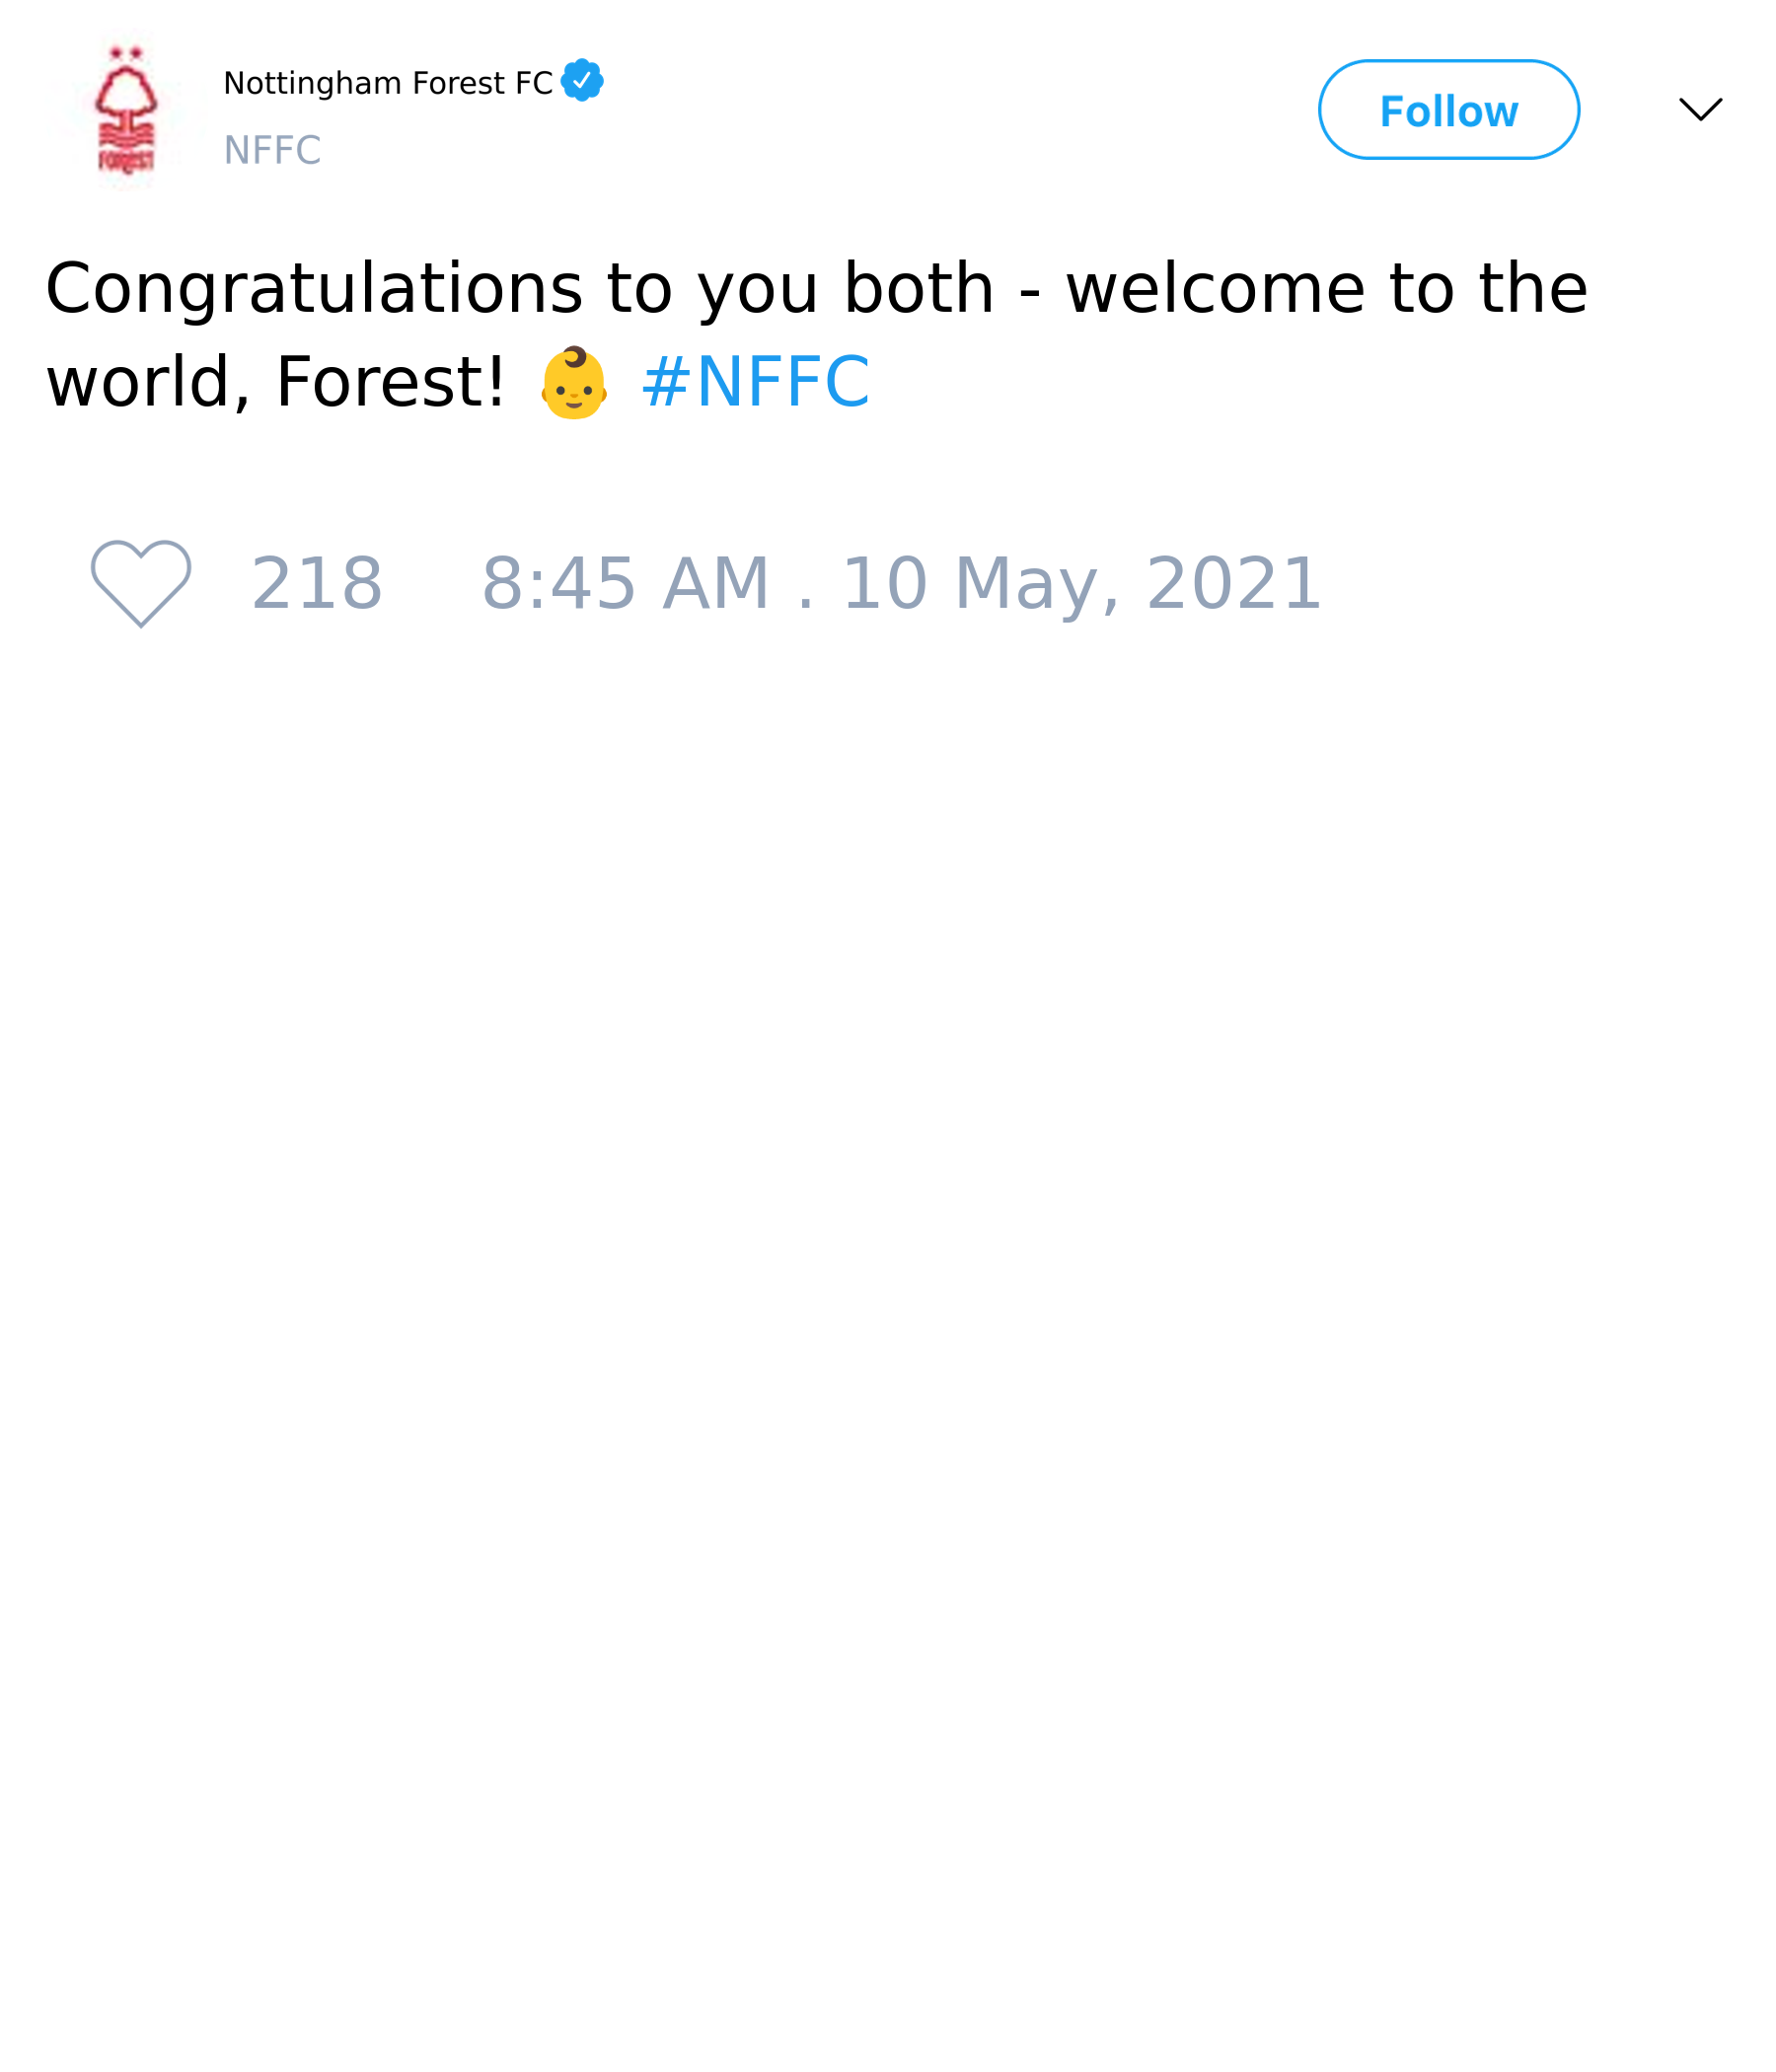 Nottingham Forest FC
NFFC
Follow
FOREST
Congratulations to you both - welcome to the
world, Forest! 👶 #NFFC
218 8:45 AM . 10 May, 2021